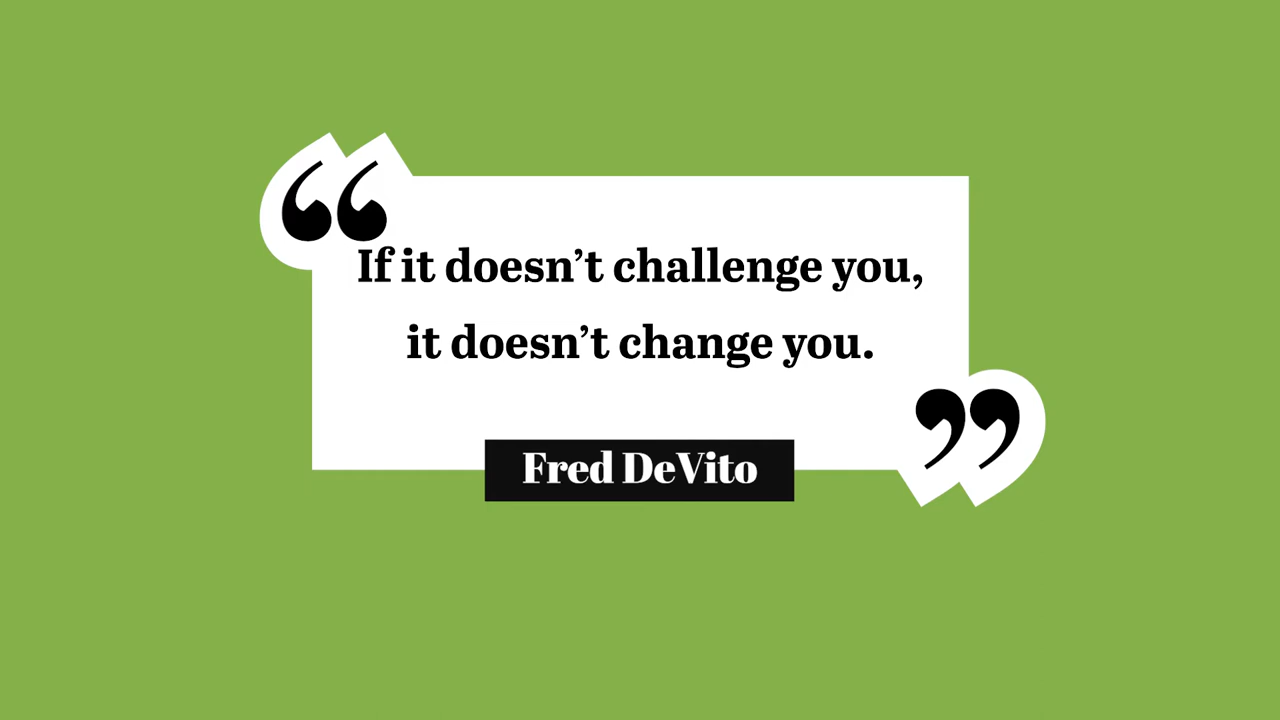 “
If it doesn’t challenge you,
it doesn’t change you.
”
Fred DeVito